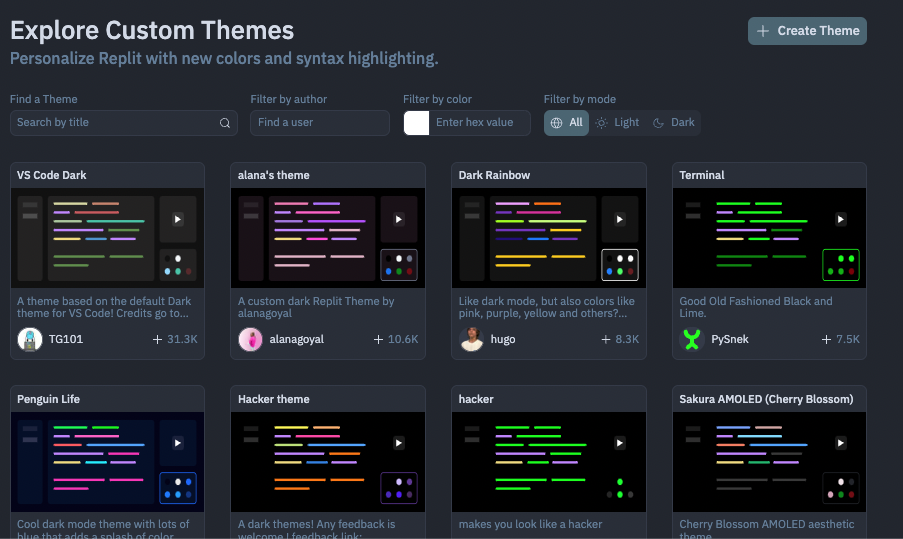 Explore Custom Themes
Create Theme
Personalize Replit with new colors and syntax highlighting.
Find a Theme
Filter by author
Filter by color
Filter by mode
Search by title
Find a user
Enter hex value
All
Light
Dark
VS Code Dark
A theme based on the default Dark
theme for VS Code! Credits go to...
TG101
+ 31.3K
alana's theme
A custom dark Replit Theme by
alanagoyal
alanagoyal
+ 10.6K
Dark Rainbow
Like dark mode, but also colors like
pink, purple, yellow and others?...
hugo
+ 8.3K
Terminal
Good Old Fashioned Black and
Lime.
PySnek
+ 7.5K
Penguin Life
Cool dark mode theme with lots of
blue that adds a splash of color
Hacker theme
A dark themes! Any feedback is
welcome ! feedback link:
hacker
makes you look like a hacker
Sakura AMOLED (Cherry Blossom)
Cherry Blossom AMOLED aesthetic
theme